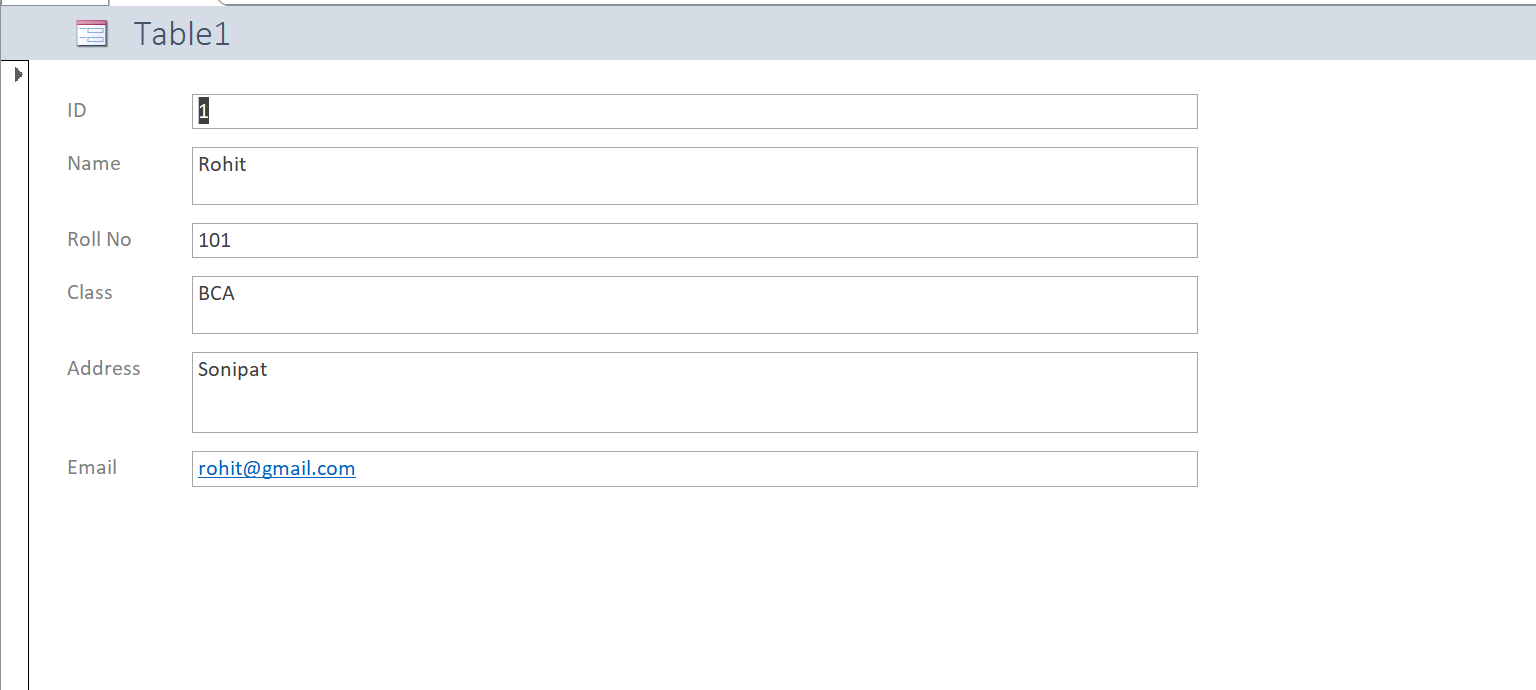 Table1
ID 1
Name Rohit
Roll No 101
Class BCA
Address Sonipat
Email rohit@gmail.com